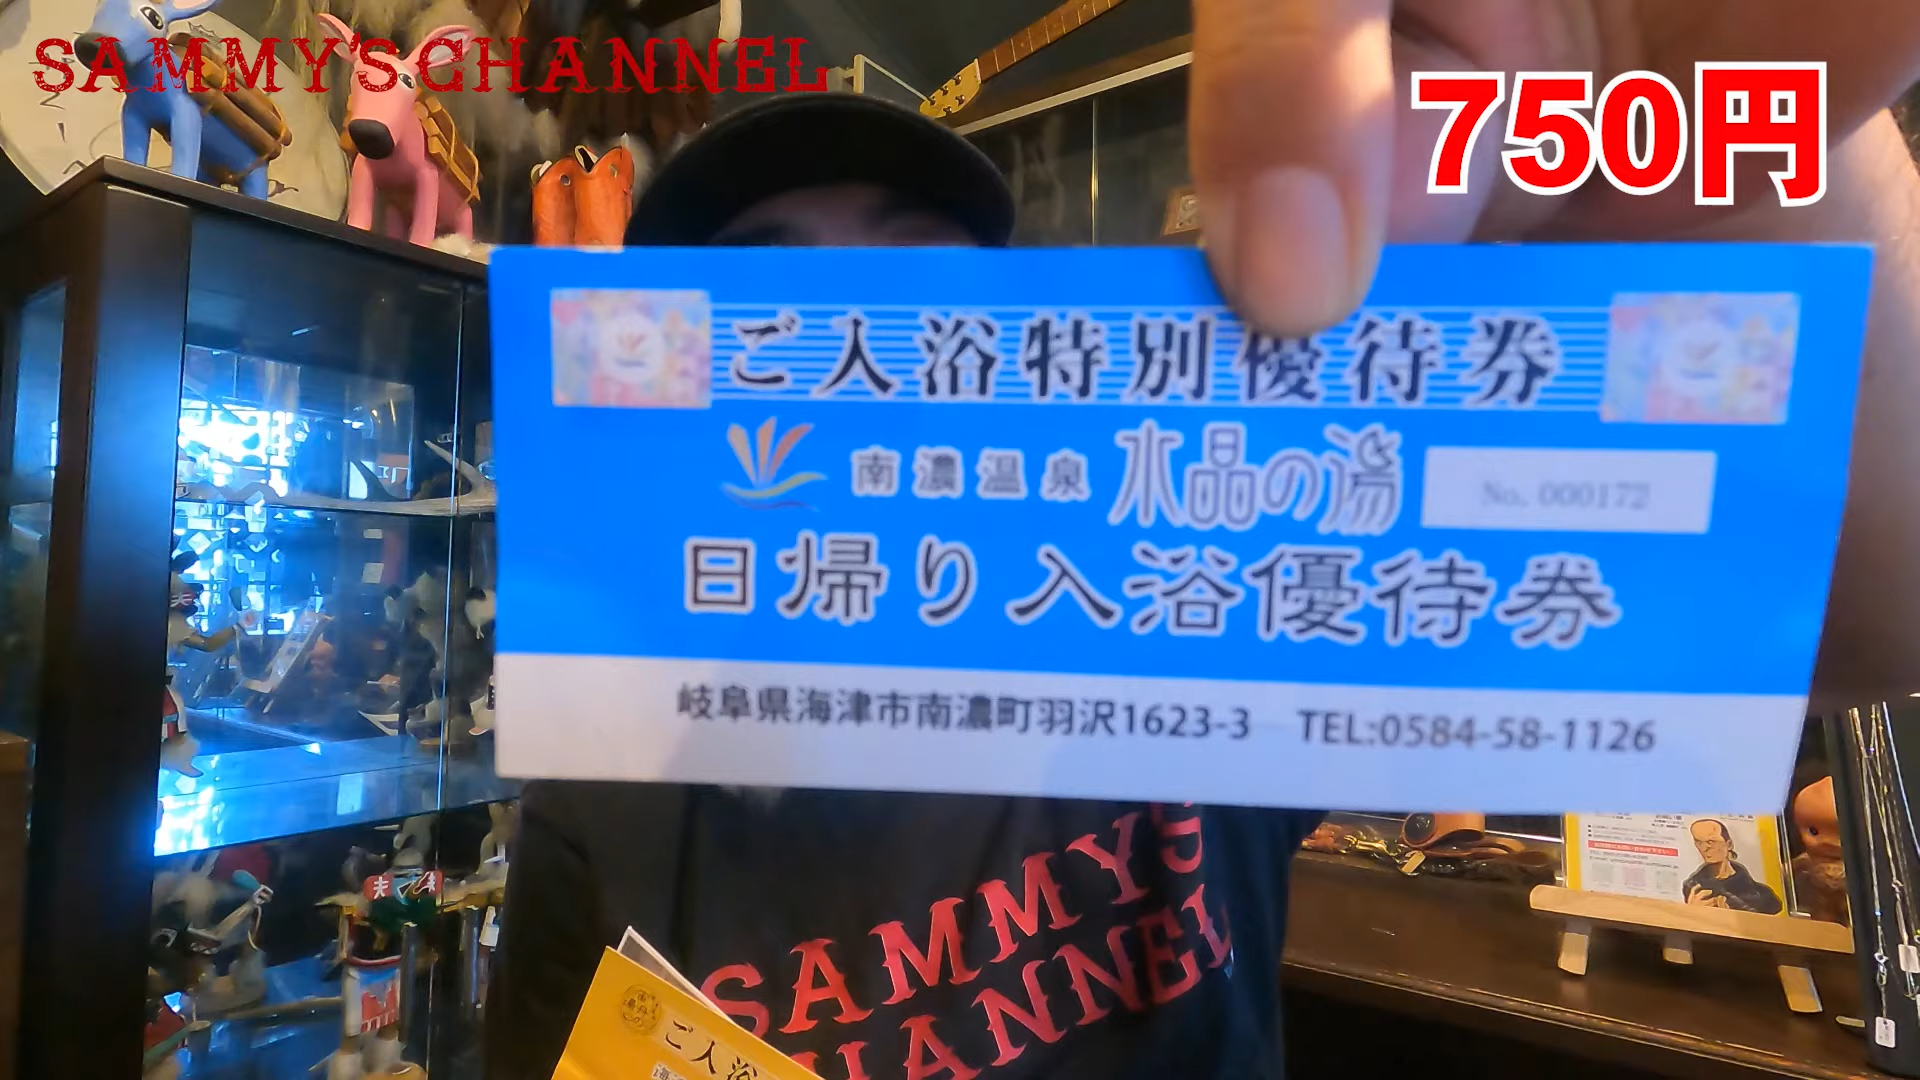 SAMMY'S CHANNEL
750円
ご入浴特別優待券
南濃温泉 水晶の湯
No. 000172
日帰り入浴優待券
岐阜県海津市南濃町羽沢1623-3 TEL:0584-58-1126
SAMMY'S
CHANNEL
ご入浴